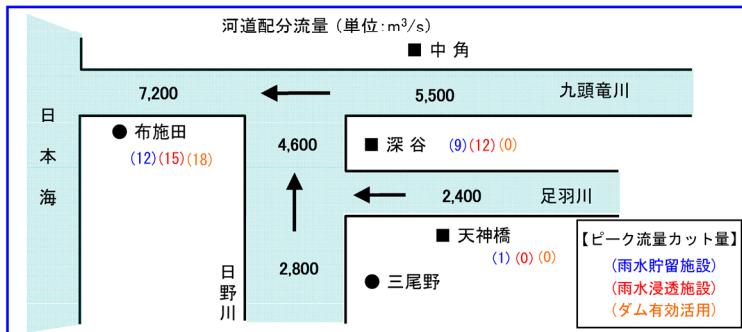 河道配分流量 (単位:m³/s)
■ 中 角
7,200
5,500
九頭竜川
日本海
● 布施田
(12)(15)(18)
4,600
■ 深 谷 (9)(12)(0)
2,400
足羽川
■ 天神橋
(1)(0)(0)
日野川
2,800
● 三尾野
【ピーク流量カット量】
(雨水貯留施設)
(雨水浸透施設)
(ダム有効活用)